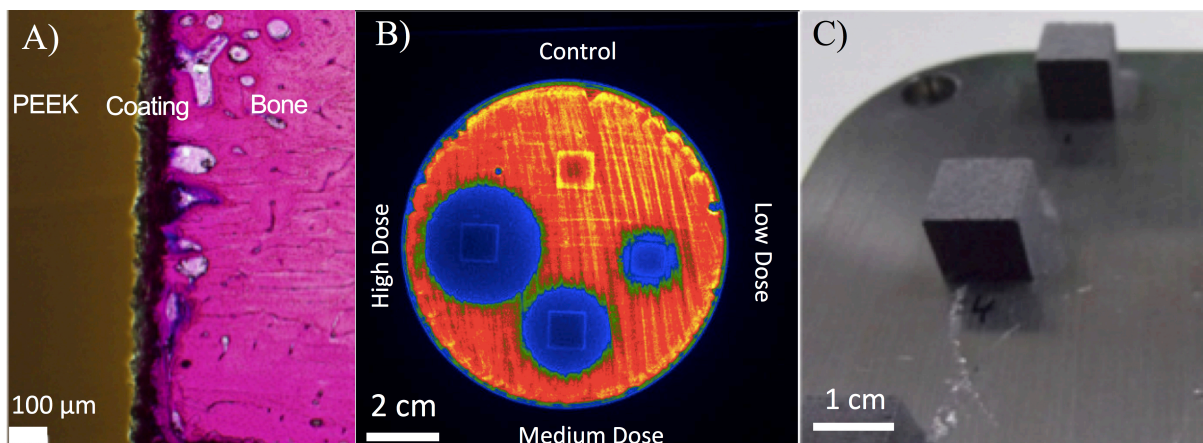 A)
PEEK
Coating
Bone
100 µm
B)
Control
High Dose
Low Dose
2 cm
Medium Dose
C)
1 cm